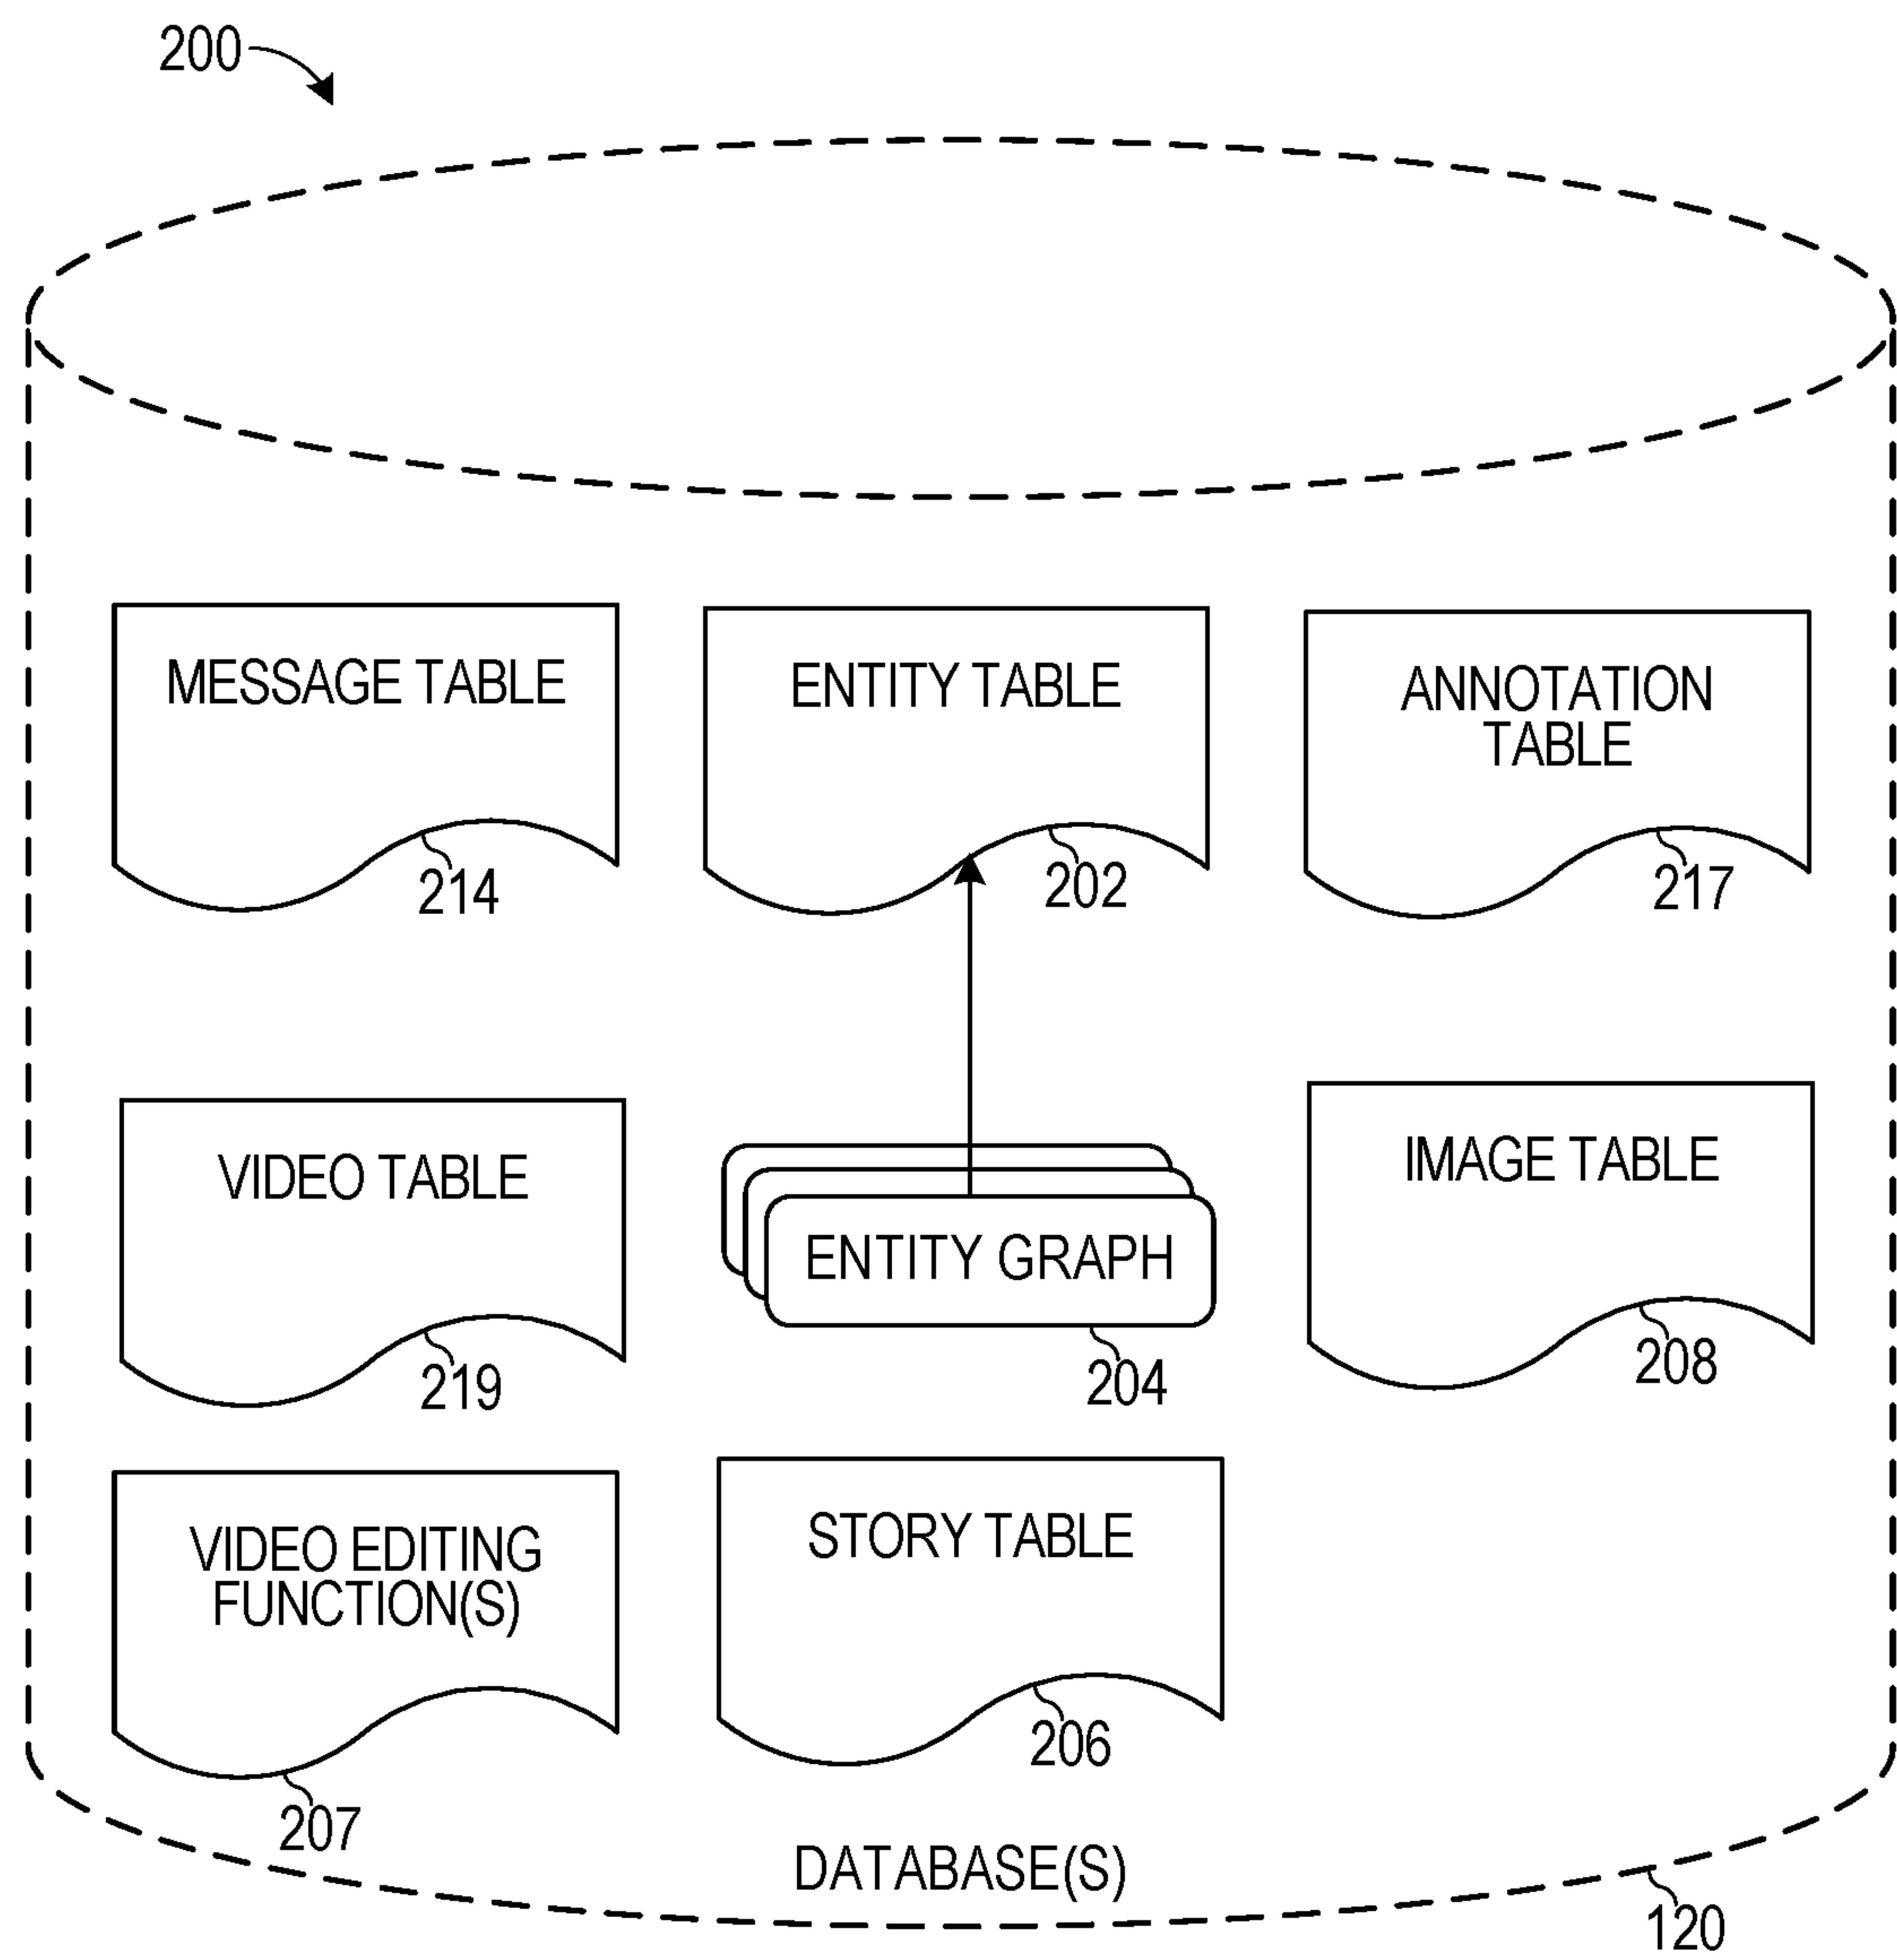 200
MESSAGE TABLE
214
ENTITY TABLE
202
ANNOTATION
TABLE
217
VIDEO TABLE
219
ENTITY GRAPH
204
IMAGE TABLE
208
VIDEO EDITING
FUNCTION(S)
207
STORY TABLE
206
DATABASE(S)
120